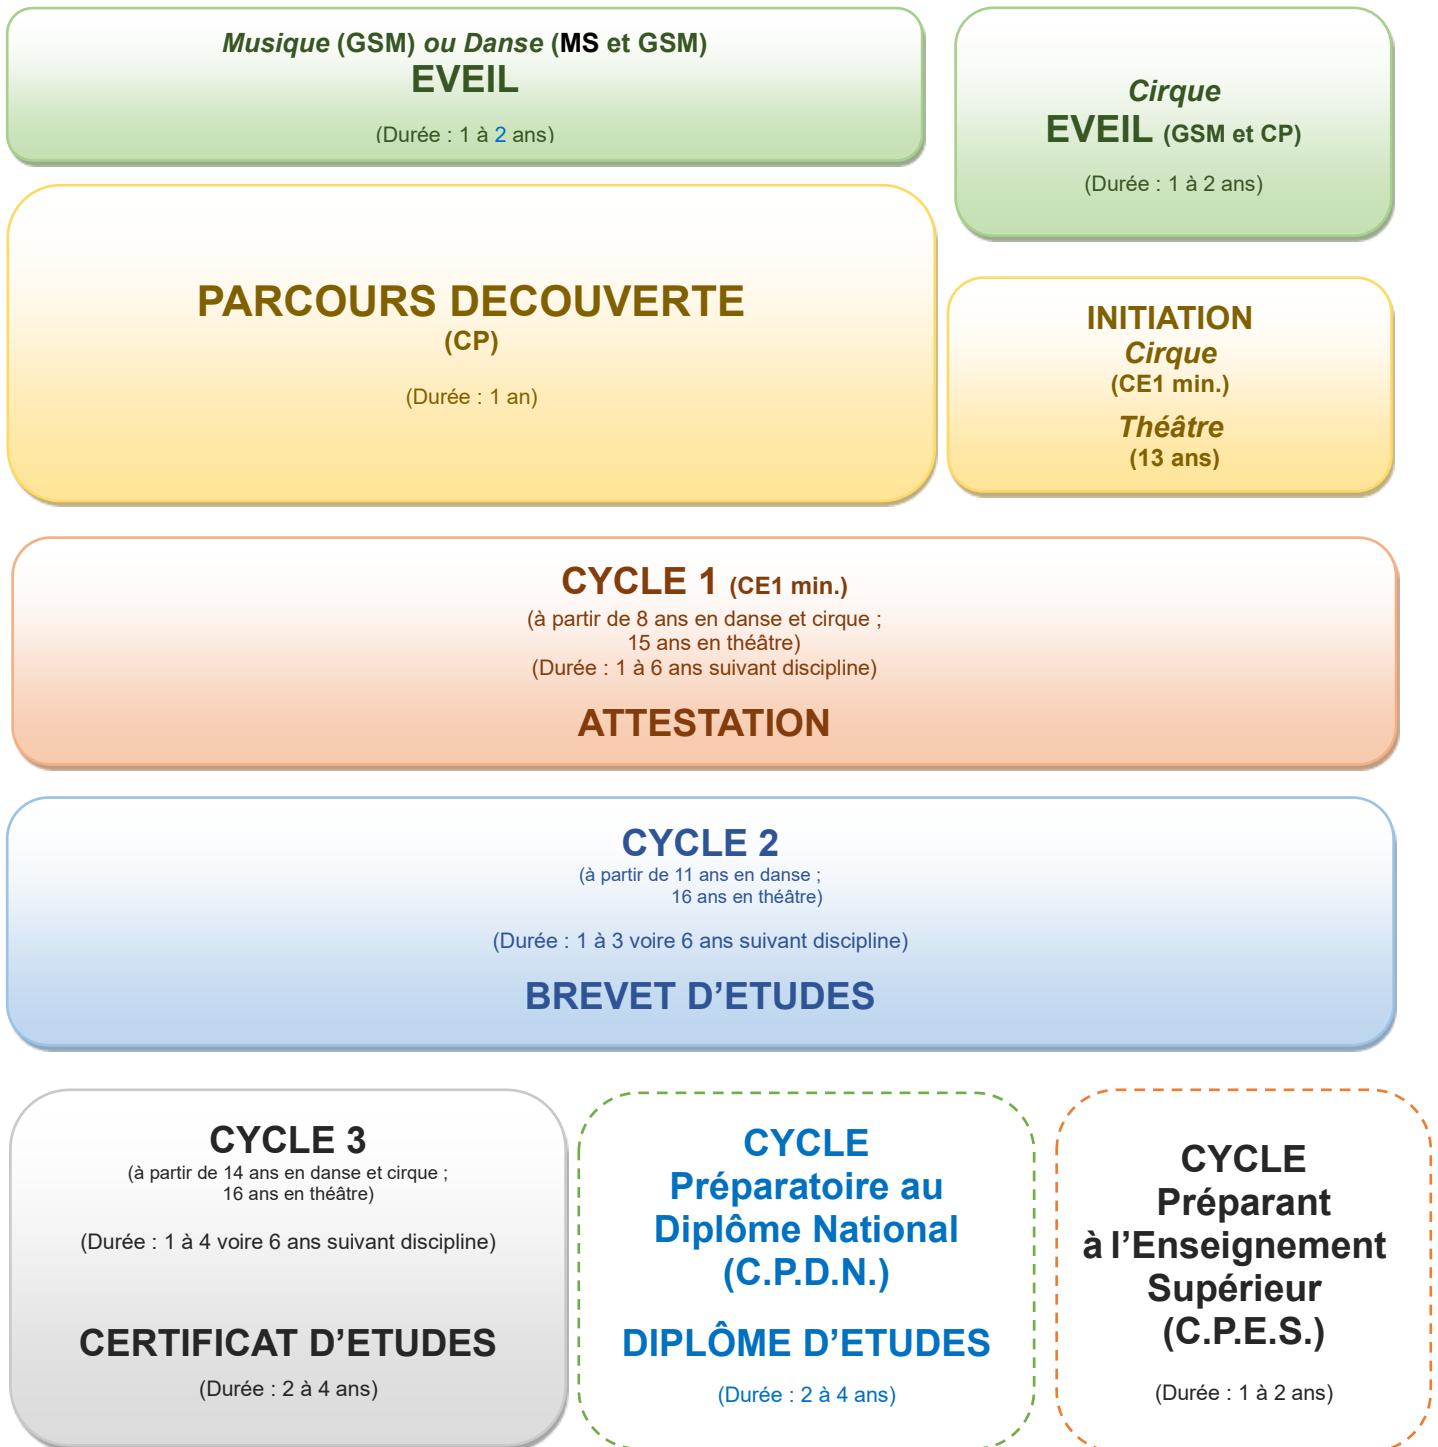 Musique (GSM) ou Danse (MS et GSM)
EVEIL
(Durée : 1 à 2 ans)
Cirque
EVEIL (GSM et CP)
(Durée : 1 à 2 ans)
PARCOURS DECOUVERTE
(CP)
(Durée : 1 an)
INITIATION
Cirque
(CE1 min.)
Théâtre
(13 ans)
CYCLE 1 (CE1 min.)
(à partir de 8 ans en danse et cirque ;
15 ans en théâtre)
(Durée : 1 à 6 ans suivant discipline)
ATTESTATION
CYCLE 2
(à partir de 11 ans en danse ;
16 ans en théâtre)
(Durée : 1 à 3 voire 6 ans suivant discipline)
BREVET D’ETUDES
CYCLE 3
(à partir de 14 ans en danse et cirque ;
16 ans en théâtre)
(Durée : 1 à 4 voire 6 ans suivant discipline)
CERTIFICAT D’ETUDES
(Durée : 2 à 4 ans)
CYCLE
Préparatoire au
Diplôme National
(C.P.D.N.)
DIPLÔME D’ETUDES
(Durée : 2 à 4 ans)
CYCLE
Préparant
à l’Enseignement
Supérieur
(C.P.E.S.)
(Durée : 1 à 2 ans)